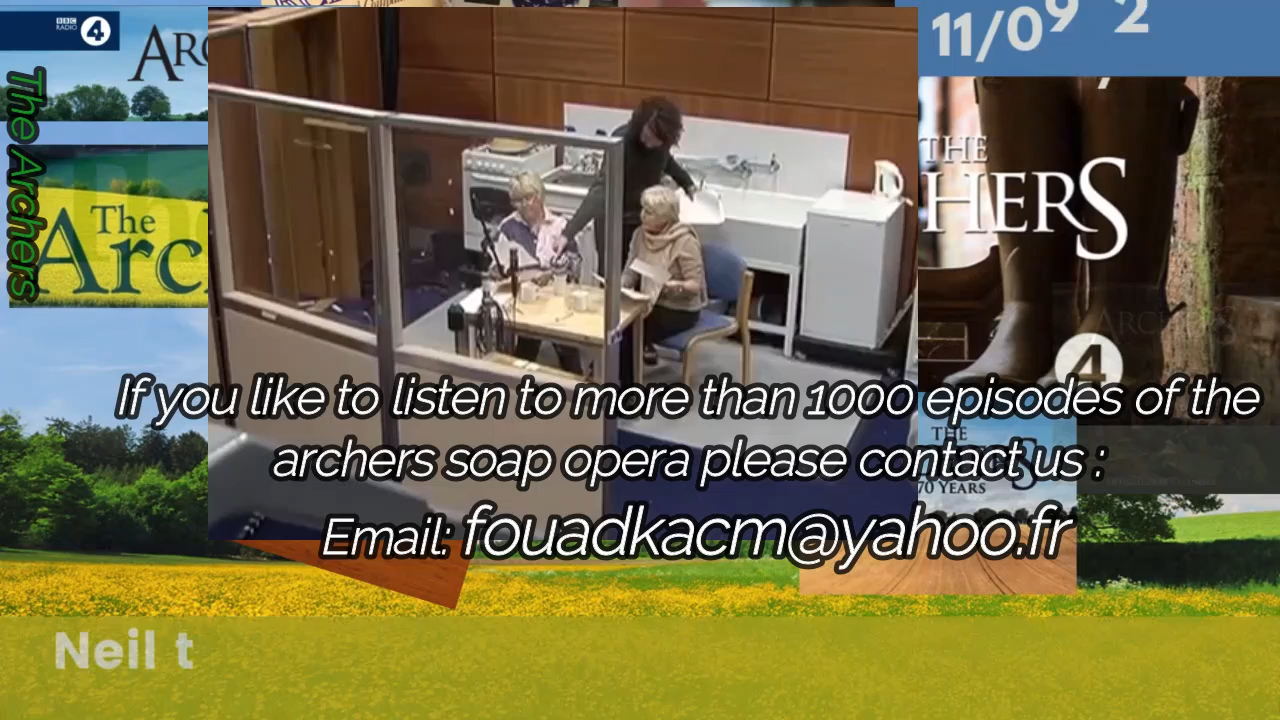 BBC
RADIO
4
ARC
11/09 2
The Archers
The
Arc
THE
HERS
4
ARCHERS
If you like to listen to more than 1000 episodes of the
archers soap opera please contact us :
THE
70 YEARS
Email: fouadkacm@yahoo.fr
Neil t